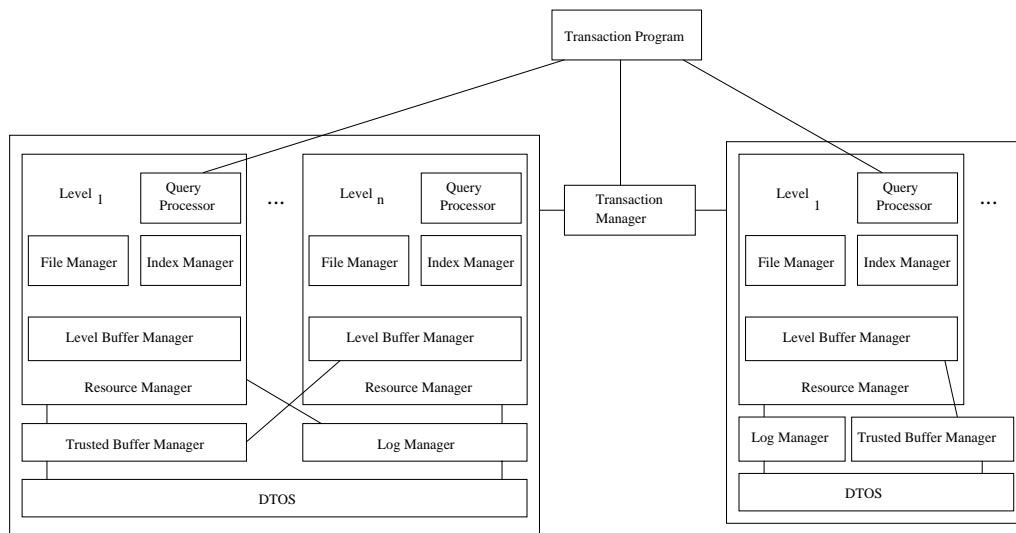 Transaction Program
Level 1
Query
Processor
...
Level n
Query
Processor
Transaction
Manager
Level 1
Query
Processor
...
File Manager
Index Manager
File Manager
Index Manager
File Manager
Index Manager
Level Buffer Manager
Level Buffer Manager
Level Buffer Manager
Resource Manager
Resource Manager
Resource Manager
Trusted Buffer Manager
Log Manager
Log Manager
Trusted Buffer Manager
DTOS
DTOS